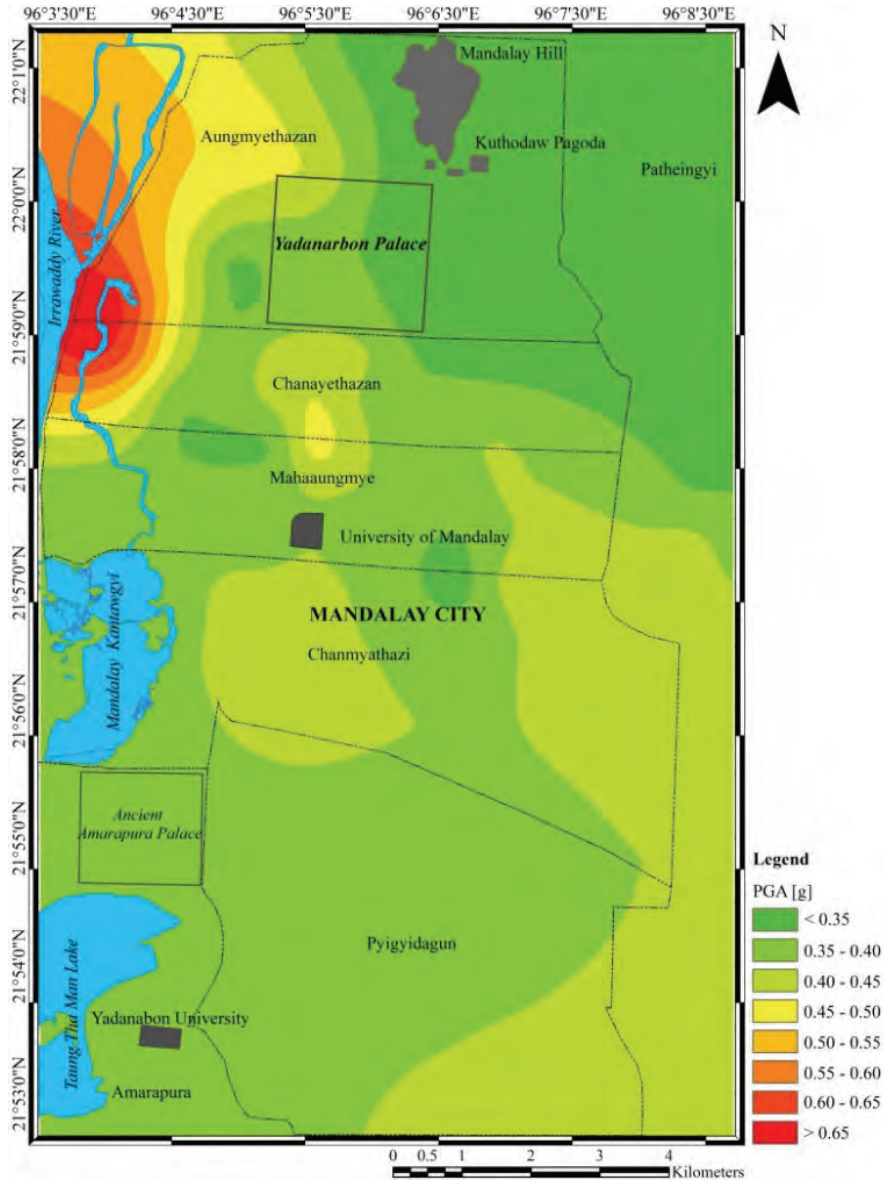 96°3'30"E 96°4'30"E 96°5'30"E 96°6'30"E 96°7'30"E 96°8'30"E
N
22°1'0"N
22°0'0"N
21°59'0"N
21°58'0"N
21°57'0"N
21°56'0"N
21°55'0"N
21°54'0"N
21°53'0"N
Mandalay Hill
Aungmyethazan
Kuthodaw Pagoda
Patheingyi
Yadanarbon Palace
Irrawaddy River
Chanayethazan
Mahaaungmye
University of Mandalay
MANDALAY CITY
Chanmyathazi
Mandalay Kantawgyi
Ancient
Amarapura Palace
Pyigyidagun
Taung Tha Man Lake
Yadanabon University
Amarapura
Legend
PGA [g]
< 0.35
0.35 - 0.40
0.40 - 0.45
0.45 - 0.50
0.50 - 0.55
0.55 - 0.60
0.60 - 0.65
> 0.65
0 0.5 1 2 3 4
Kilometers